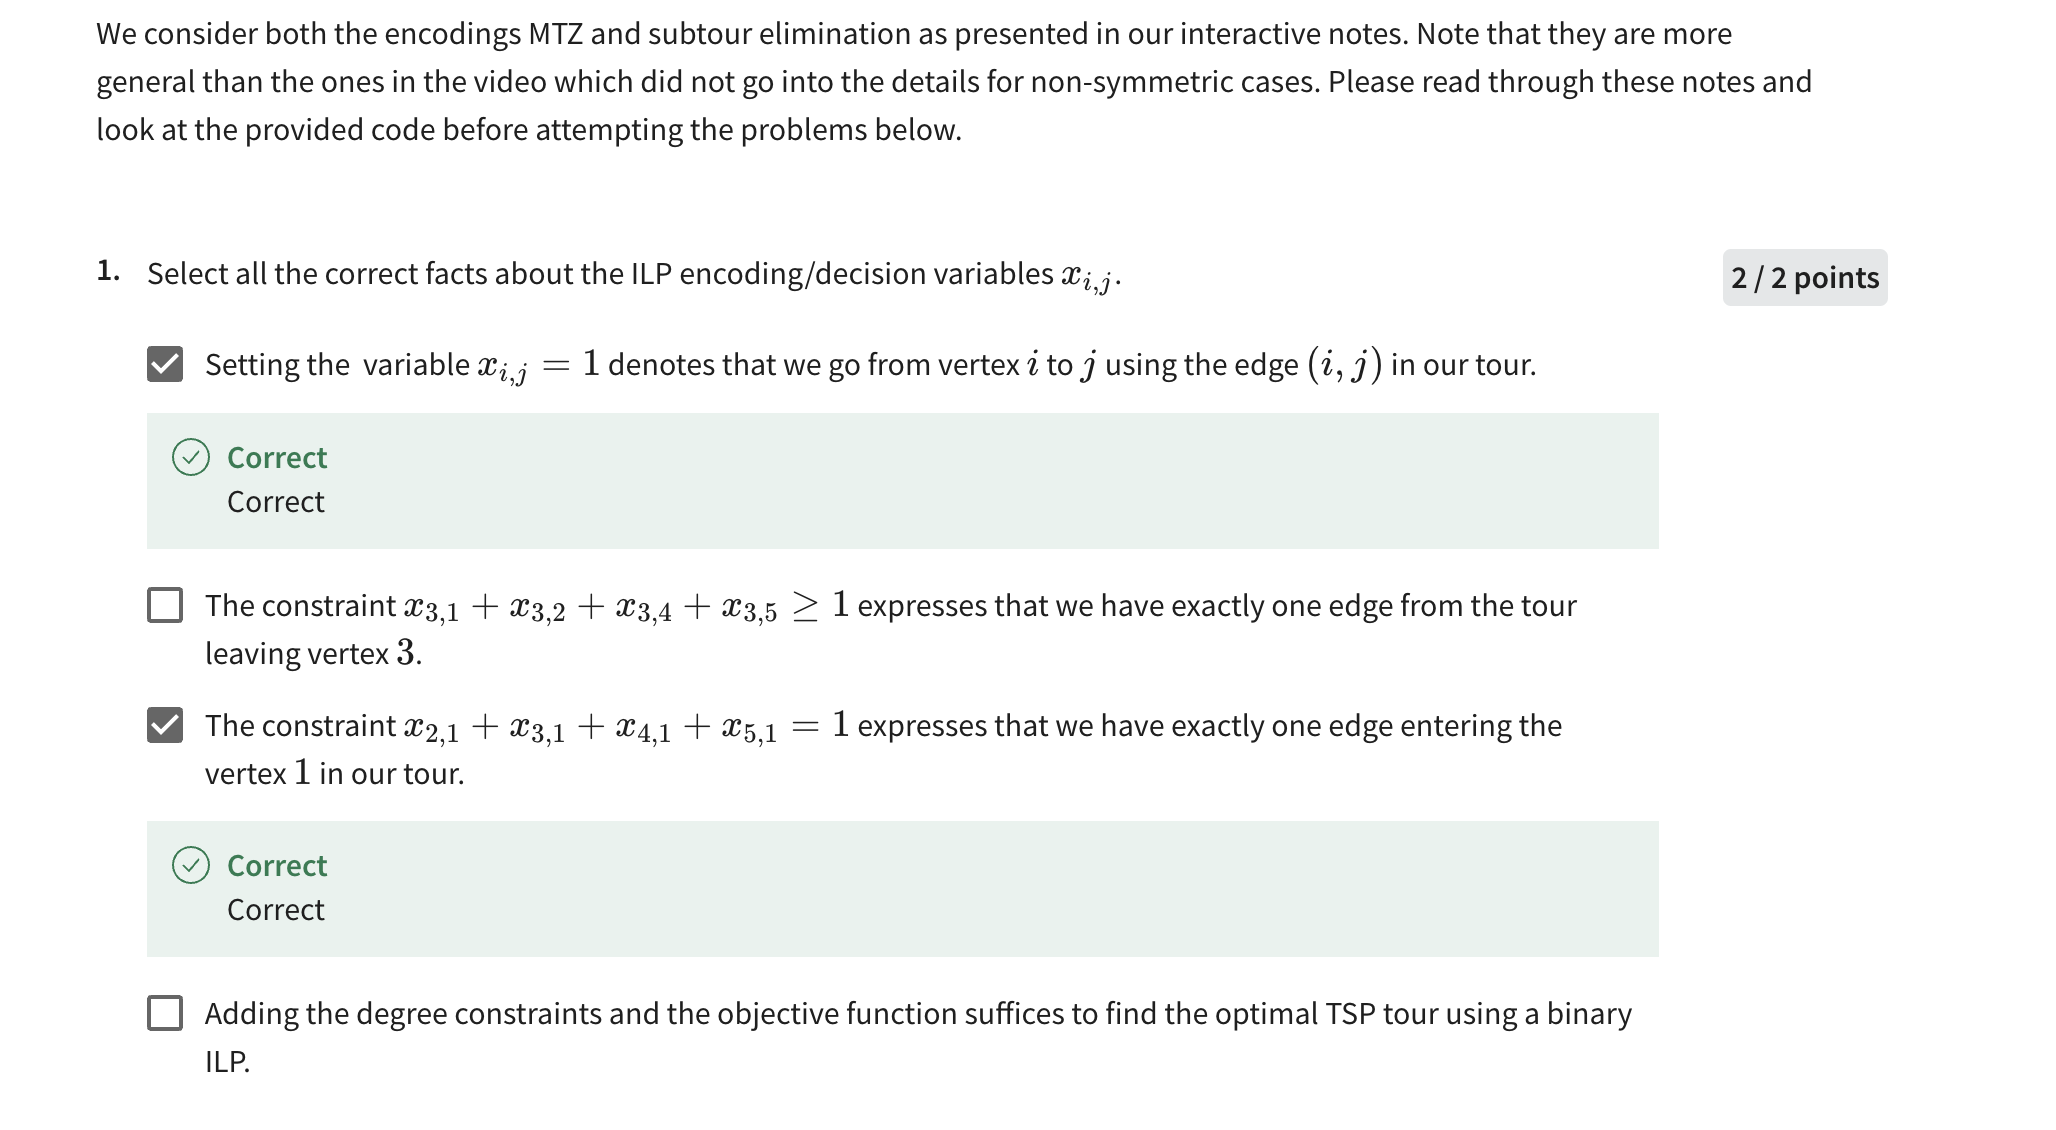 We consider both the encodings MTZ and subtour elimination as presented in our interactive notes. Note that they are more
general than the ones in the video which did not go into the details for non-symmetric cases. Please read through these notes and
look at the provided code before attempting the problems below.
1. Select all the correct facts about the ILP encoding/decision variables $x_{i,j}$.
2 / 2 points
Setting the variable $x_{i,j} = 1$ denotes that we go from vertex $i$ to $j$ using the edge $(i, j)$ in our tour.
Correct
Correct
The constraint $x_{3,1} + x_{3,2} + x_{3,4} + x_{3,5} \geq 1$ expresses that we have exactly one edge from the tour
leaving vertex 3.
The constraint $x_{2,1} + x_{3,1} + x_{4,1} + x_{5,1} = 1$ expresses that we have exactly one edge entering the
vertex 1 in our tour.
Correct
Correct
Adding the degree constraints and the objective function suffices to find the optimal TSP tour using a binary
ILP.